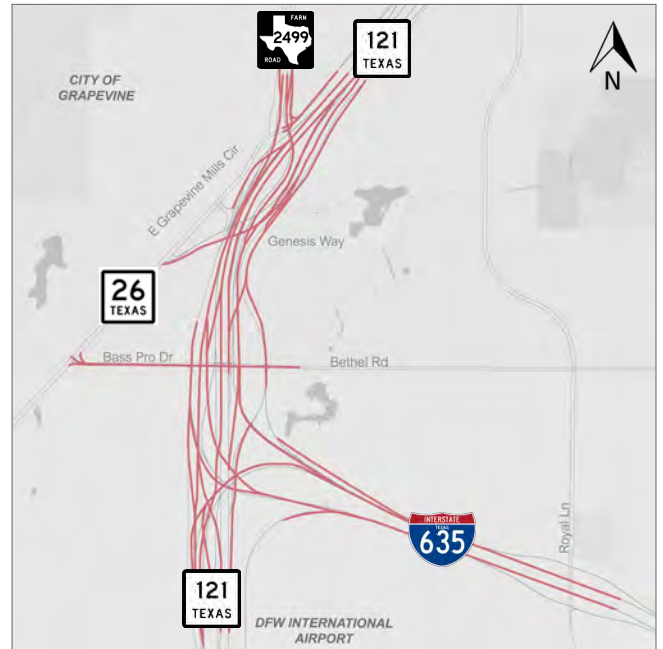 FARM
2499
ROAD
121
TEXAS
N
CITY OF
GRAPEVINE
E Grapevine Mills Cir
Genesis Way
26
TEXAS
Bass Pro Dr
Bethel Rd
INTERSTATE
TEXAS
635
Royal Ln
121
TEXAS
DFW INTERNATIONAL
AIRPORT